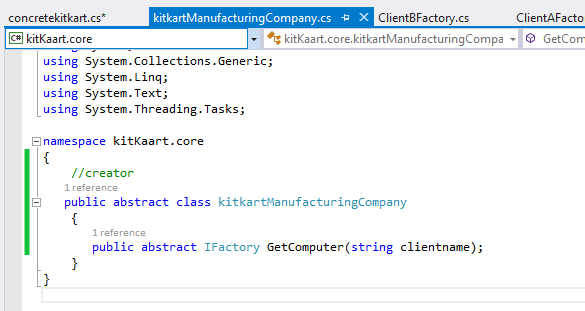 concretekitkart.cs* kitkartManufacturingCompany.cs ClientBFactory.cs ClientAFacto
C# kitKaart.core kitKaart.core.kitkartManufacturingCompa GetCom
using System.Collections.Generic;
using System.Linq;
using System.Text;
using System.Threading.Tasks;
namespace kitKaart.core
{
//creator
1 reference
public abstract class kitkartManufacturingCompany
{
1 reference
public abstract IFactory GetComputer(string clientname);
}
}